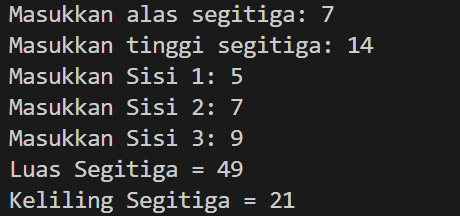 Masukkan alas segitiga: 7
Masukkan tinggi segitiga: 14
Masukkan Sisi 1: 5
Masukkan Sisi 2: 7
Masukkan Sisi 3: 9
Luas Segitiga = 49
Keliling Segitiga = 21